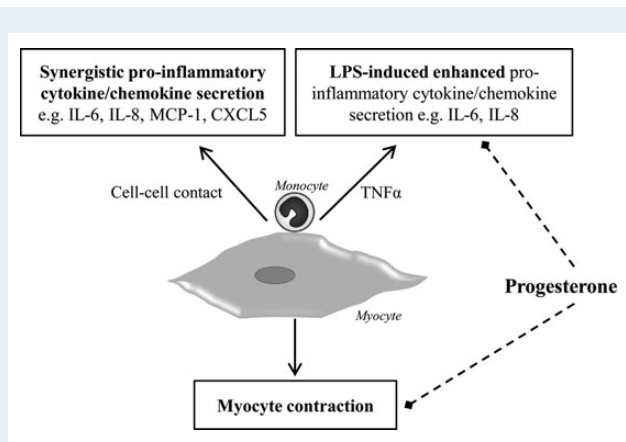 Synergistic pro-inflammatory
cytokine/chemokine secretion
e.g. IL-6, IL-8, MCP-1, CXCL5
LPS-induced enhanced pro-
inflammatory cytokine/chemokine
secretion e.g. IL-6, IL-8
Cell-cell contact
Monocyte
TNFα
Progesterone
Myocyte
Myocyte contraction